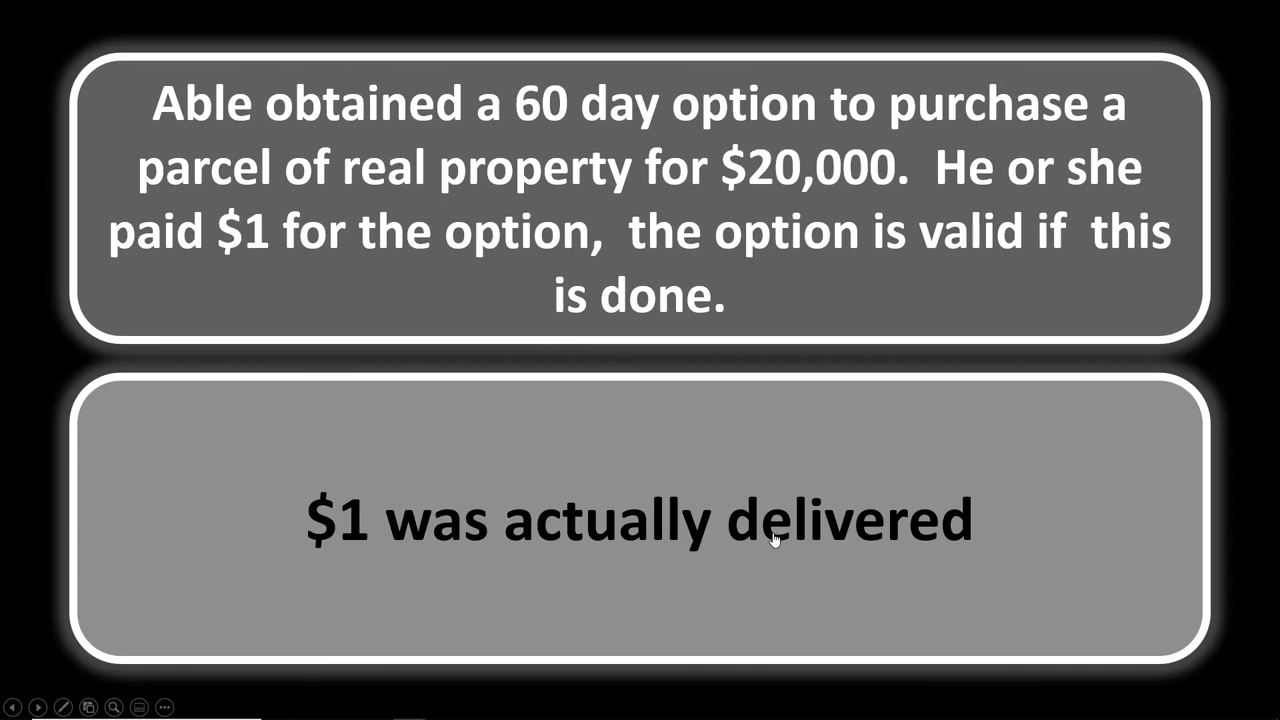 Able obtained a 60 day option to purchase a
parcel of real property for $20,000.  He or she
paid $1 for the option,  the option is valid if  this
is done.
$1 was actually delivered